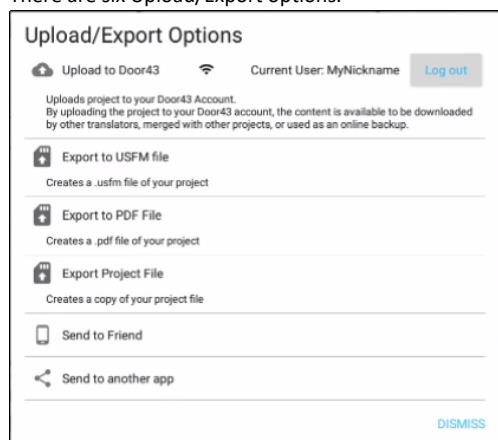 There are six Upload/Export options.
Upload/Export Options
Upload to Door43 Current User: MyNickname Log out
Uploads project to your Door43 Account.
By uploading the project to your Door43 account, the content is available to be downloaded
by other translators, merged with other projects, or used as an online backup.
Export to USFM file
Creates a .usfm file of your project
Export to PDF File
Creates a .pdf file of your project
Export Project File
Creates a copy of your project file
Send to Friend
Send to another app
DISMISS